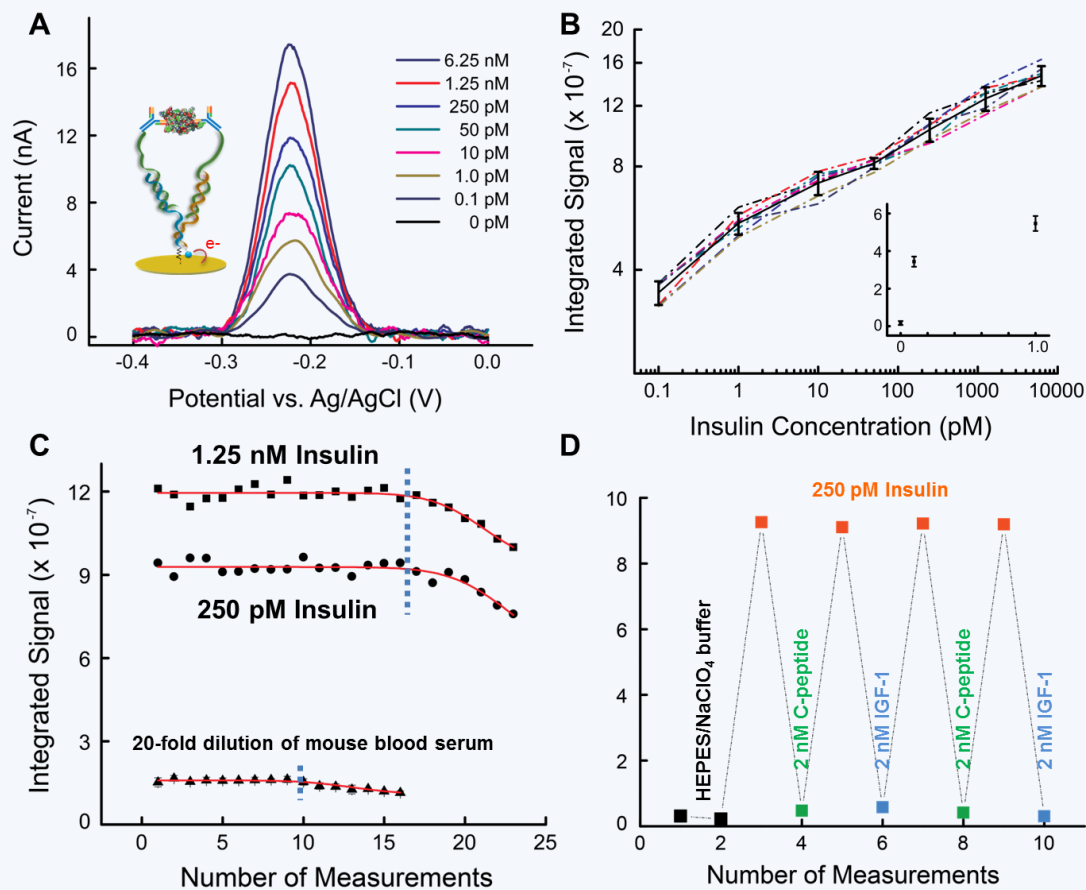 A
Current (nA)
16
12
8
4
0
-0.4
-0.3
-0.2
-0.1
0.0
Potential vs. Ag/AgCl (V)
6.25 nM
1.25 nM
250 pM
50 pM
10 pM
1.0 pM
0.1 pM
0 pM
e-
B
Integrated Signal (x 10⁻⁷)
20
16
12
8
4
0.1
1
10
100
1000
10000
Insulin Concentration (pM)
6
4
2
0
0
1.0
C
Integrated Signal (x 10⁻⁷)
12
9
6
3
0
1.25 nM Insulin
250 pM Insulin
20-fold dilution of mouse blood serum
0
5
10
15
20
25
Number of Measurements
D
10
8
6
4
2
0
250 pM Insulin
HEPES/NaClO₄ buffer
2 nM C-peptide
2 nM IGF-1
2 nM C-peptide
2 nM IGF-1
0
2
4
6
8
10
Number of Measurements